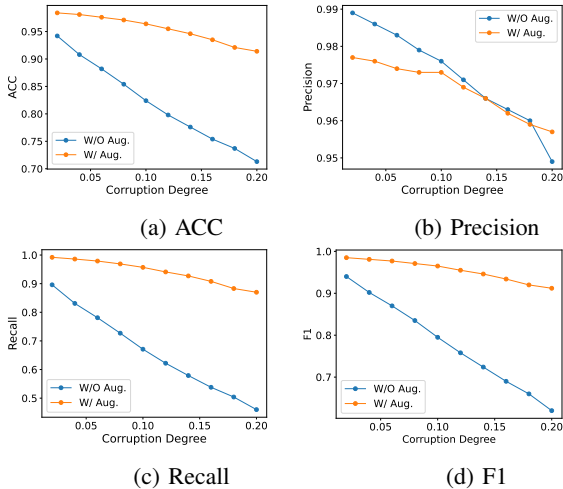 0.95
0.90
0.85
0.80
0.75
0.70
ACC
W/O Aug.
W/ Aug.
0.05 0.10 0.15 0.20
Corruption Degree
(a) ACC
0.99
0.98
0.97
0.96
0.95
Precision
W/O Aug.
W/ Aug.
0.05 0.10 0.15 0.20
Corruption Degree
(b) Precision
1.0
0.9
0.8
0.7
0.6
0.5
Recall
W/O Aug.
W/ Aug.
0.05 0.10 0.15 0.20
Corruption Degree
(c) Recall
1.0
0.9
0.8
0.7
F1
W/O Aug.
W/ Aug.
0.05 0.10 0.15 0.20
Corruption Degree
(d) F1